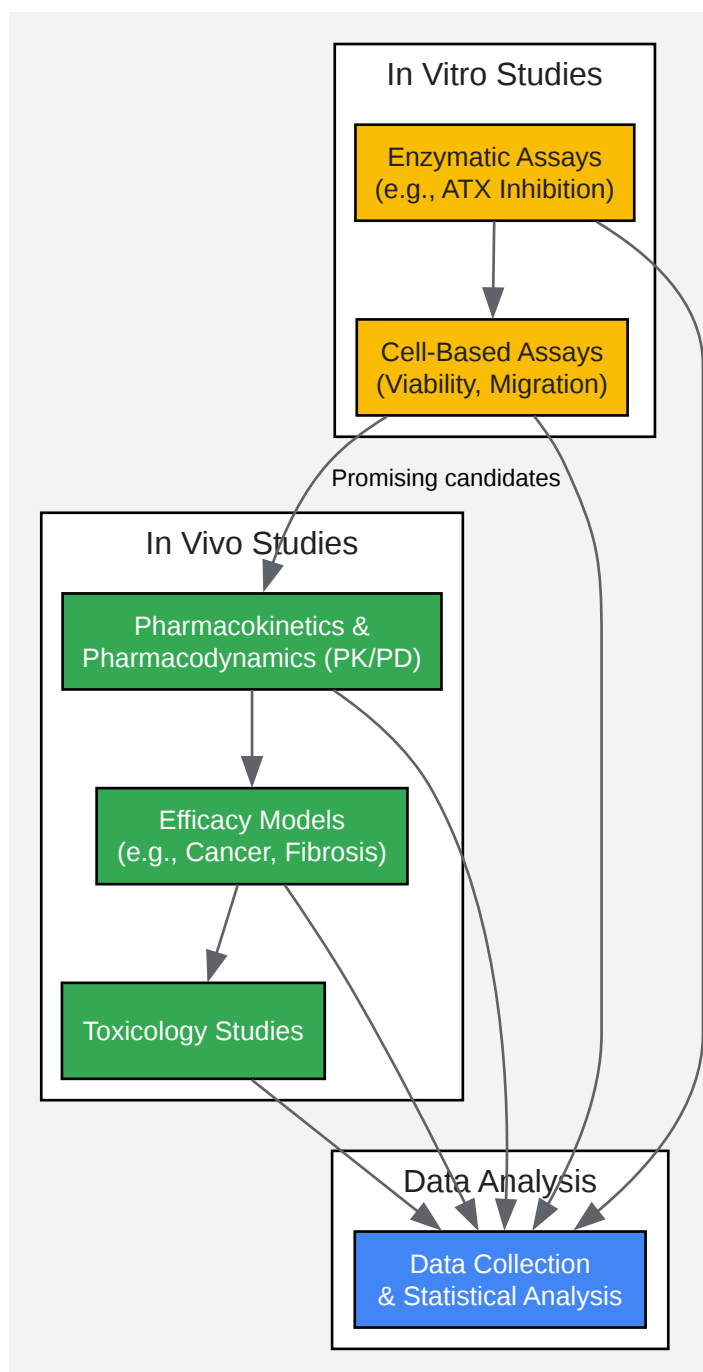 In Vitro Studies
Enzymatic Assays
(e.g., ATX Inhibition)
Cell-Based Assays
(Viability, Migration)
Promising candidates
In Vivo Studies
Pharmacokinetics &
Pharmacodynamics (PK/PD)
Efficacy Models
(e.g., Cancer, Fibrosis)
Toxicology Studies
Data Analysis
Data Collection
& Statistical Analysis